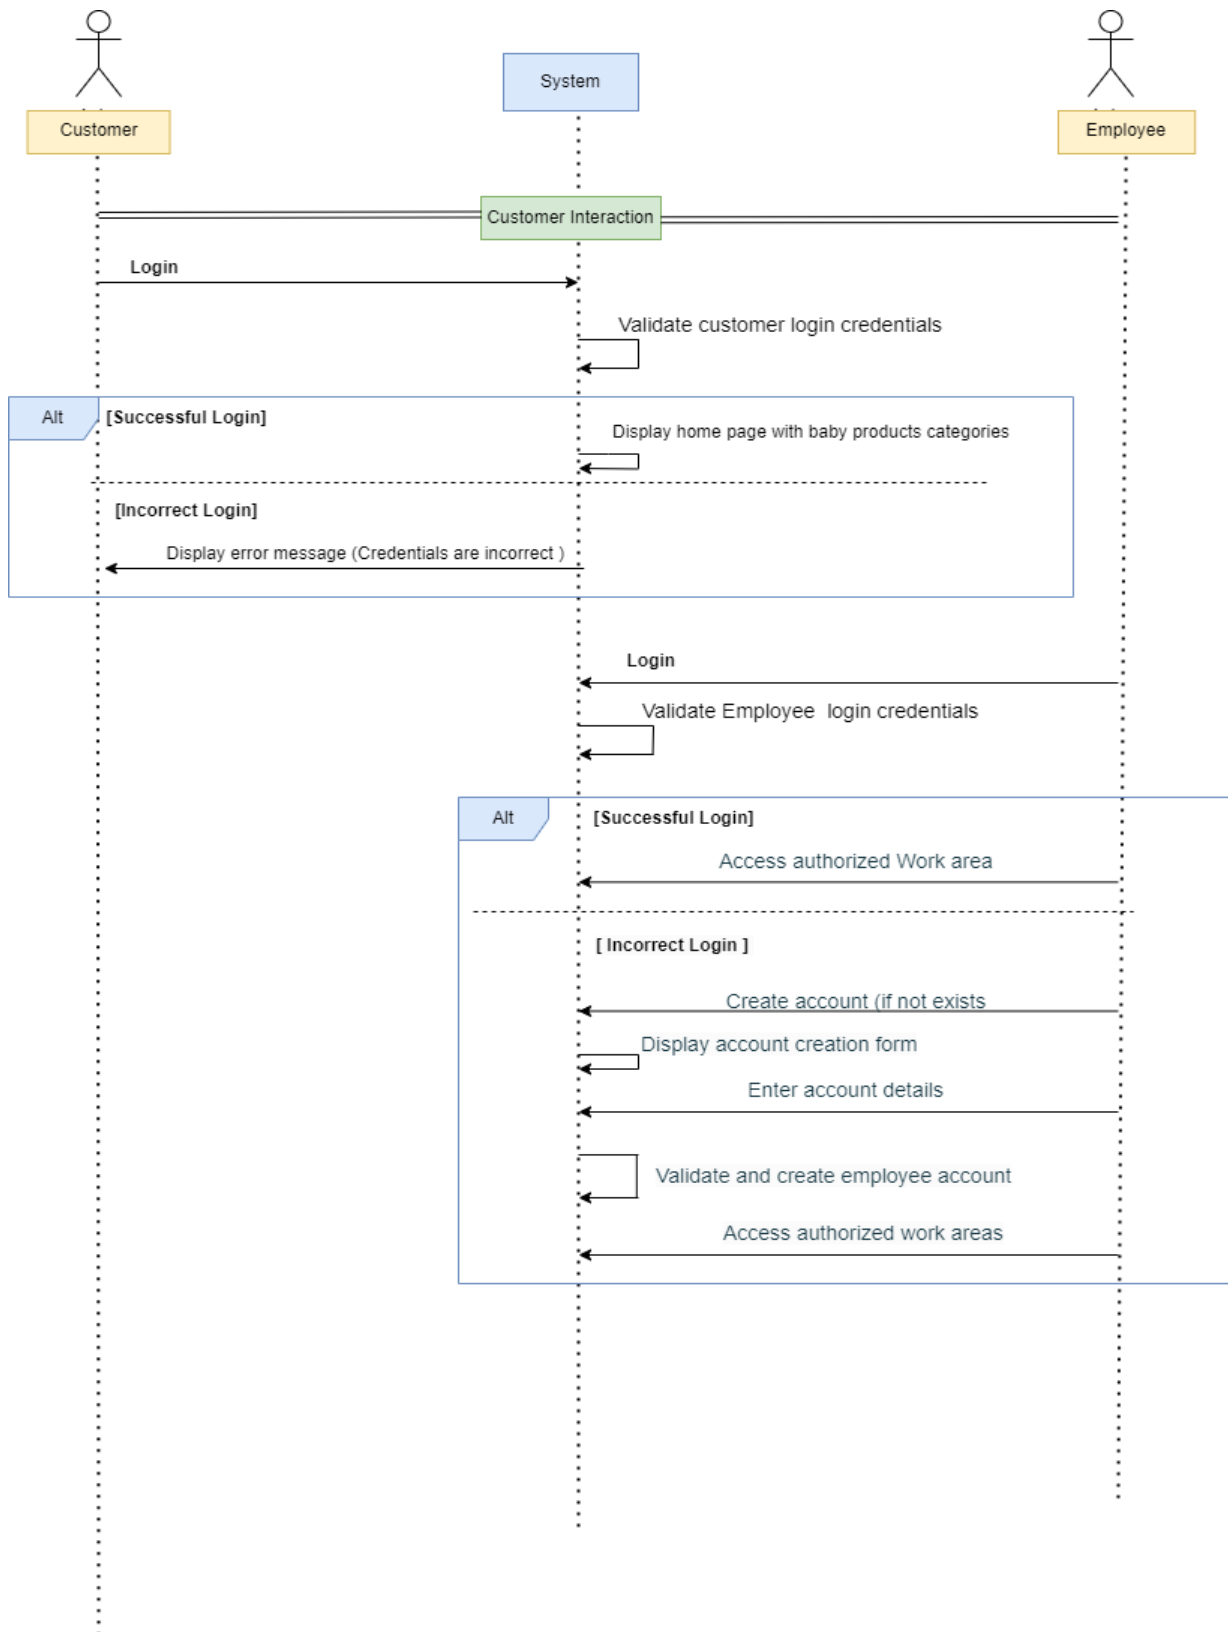 Customer
System
Employee
Customer Interaction
Login
Validate customer login credentials
Alt
[Successful Login]
Display home page with baby products categories
[Incorrect Login]
Display error message (Credentials are incorrect )
Login
Validate Employee  login credentials
Alt
[Successful Login]
Access authorized Work area
[ Incorrect Login ]
Create account (if not exists
Display account creation form
Enter account details
Validate and create employee account
Access authorized work areas